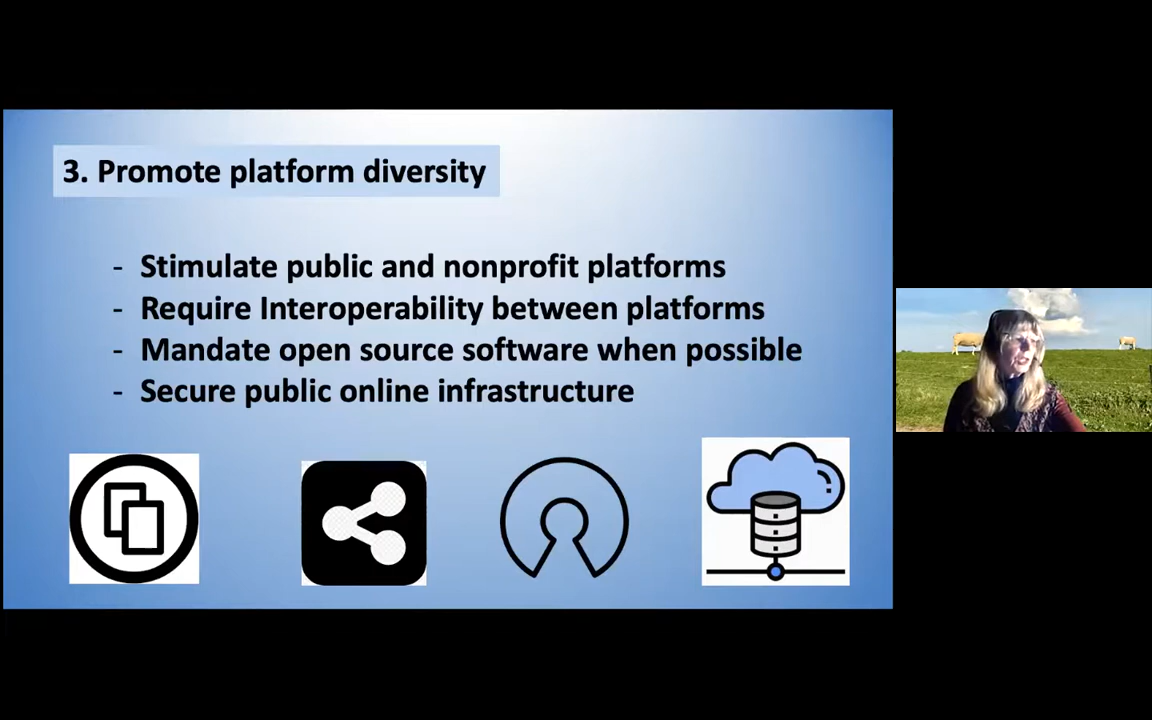 3. Promote platform diversity
- Stimulate public and nonprofit platforms
- Require Interoperability between platforms
- Mandate open source software when possible
- Secure public online infrastructure